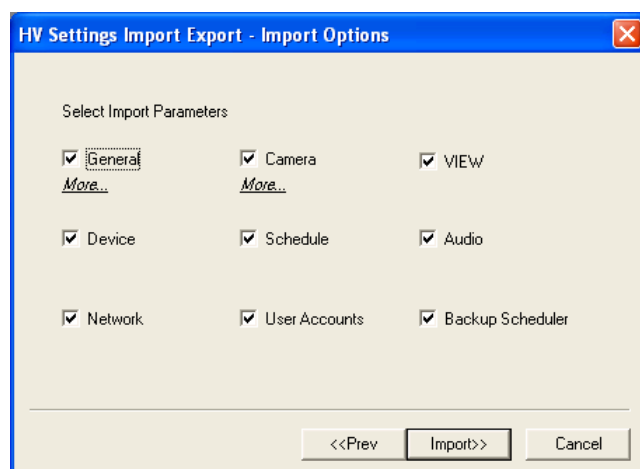 HV Settings Import Export - Import Options
Select Import Parameters
General Camera VIEW
More... More...
Device Schedule Audio
Network User Accounts Backup Scheduler
<<Prev Import>> Cancel